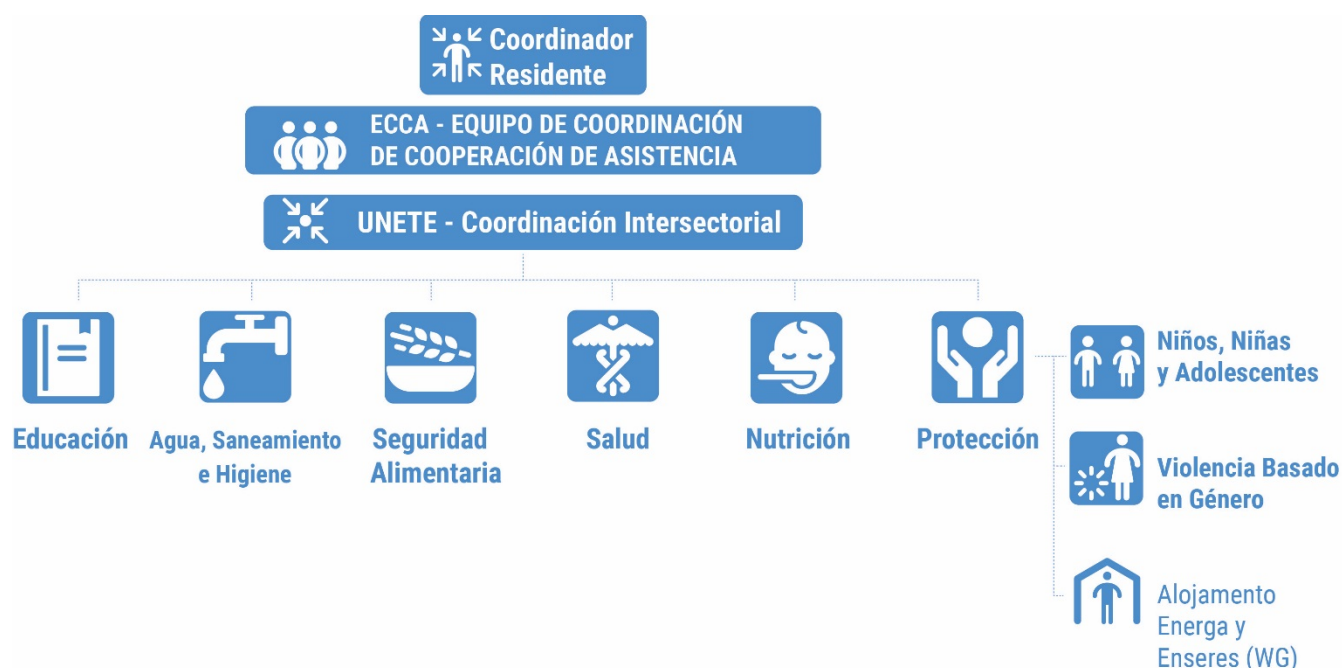 Coordinador
Residente
ECCA - EQUIPO DE COORDINACIÓN
DE COOPERACIÓN DE ASISTENCIA
UNETE - Coordinación Intersectorial
Educación
Agua, Saneamiento
e Higiene
Seguridad
Alimentaria
Salud
Nutrición
Protección
Niños, Niñas
y Adolescentes
Violencia Basado
en Género
Alojamento
Energa y
Enseres (WG)